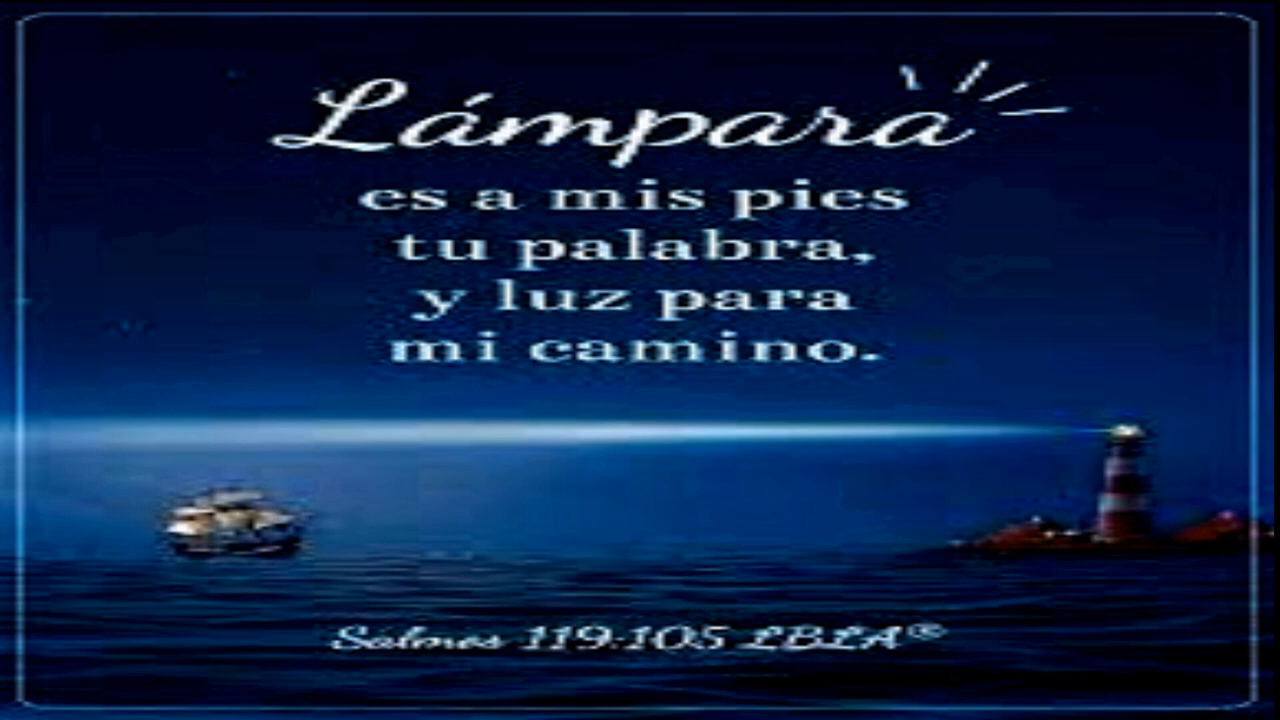 Lámpara
es a mis pies
tu palabra,
y luz para
mi camino.
Salmos 119:105 LBLA®